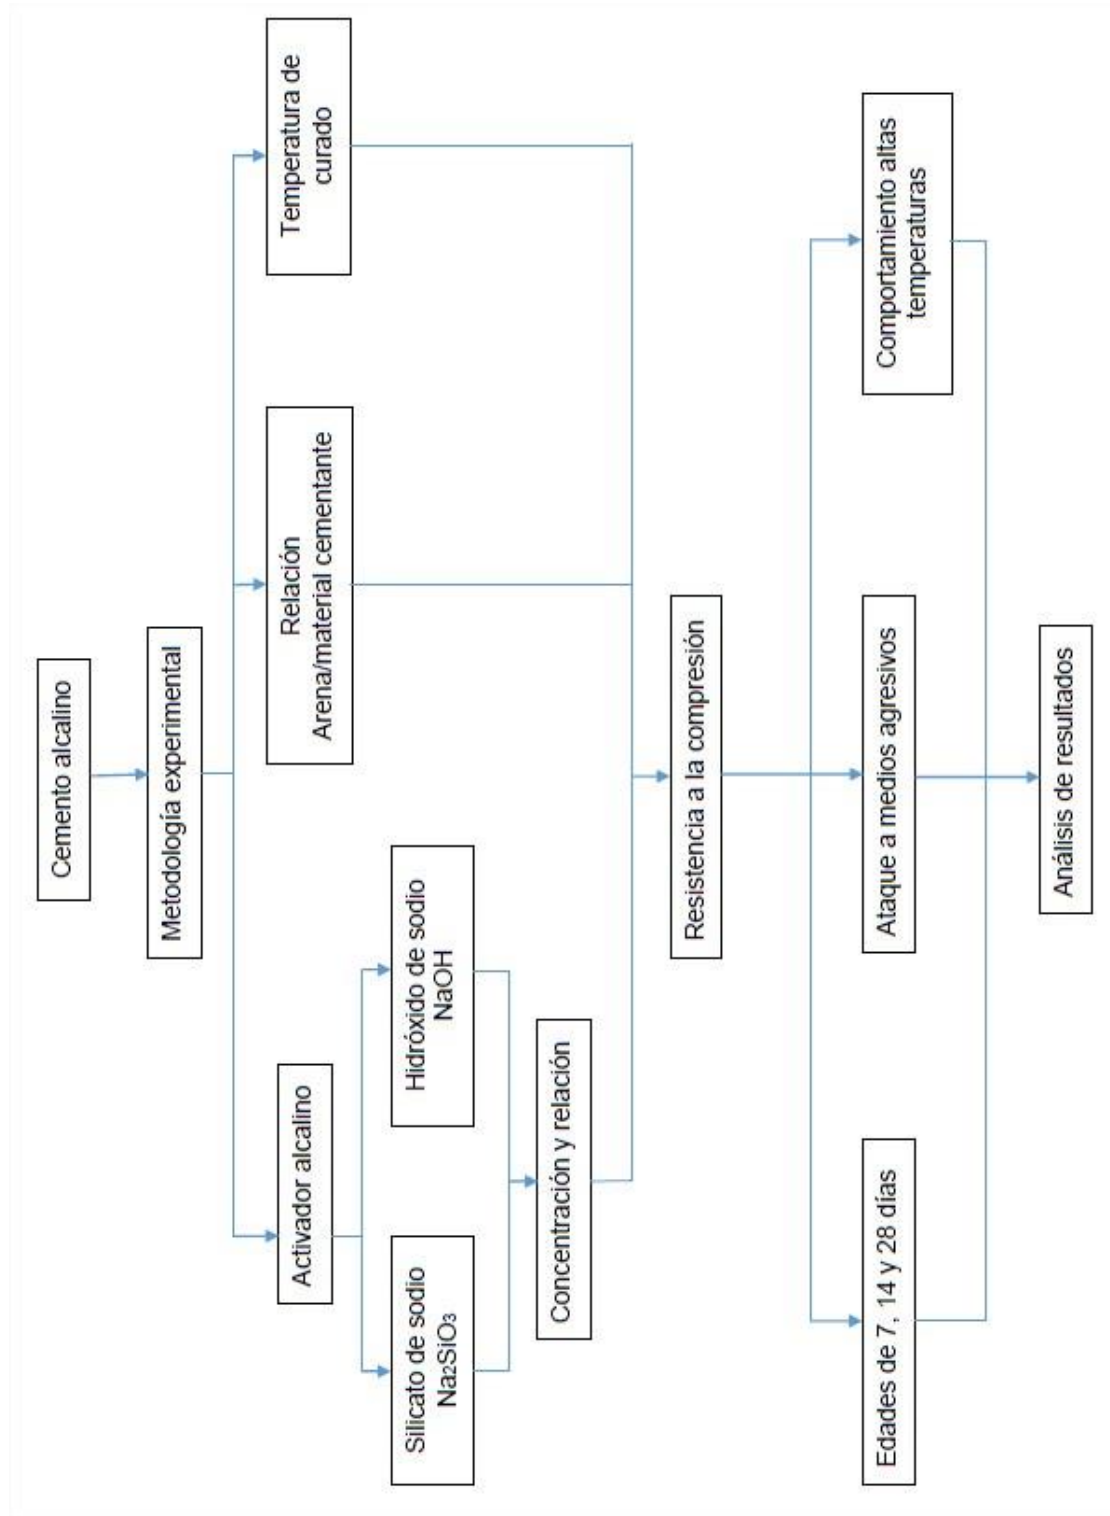 Cemento alcalino
Metodología experimental
Activador alcalino
Relación
Arena/material cementante
Temperatura de
curado
Silicato de sodio
Na₂SiO₃
Hidróxido de sodio
NaOH
Concentración y relación
Resistencia a la compresión
Edades de 7, 14 y 28 días
Ataque a medios agresivos
Comportamiento altas
temperaturas
Análisis de resultados